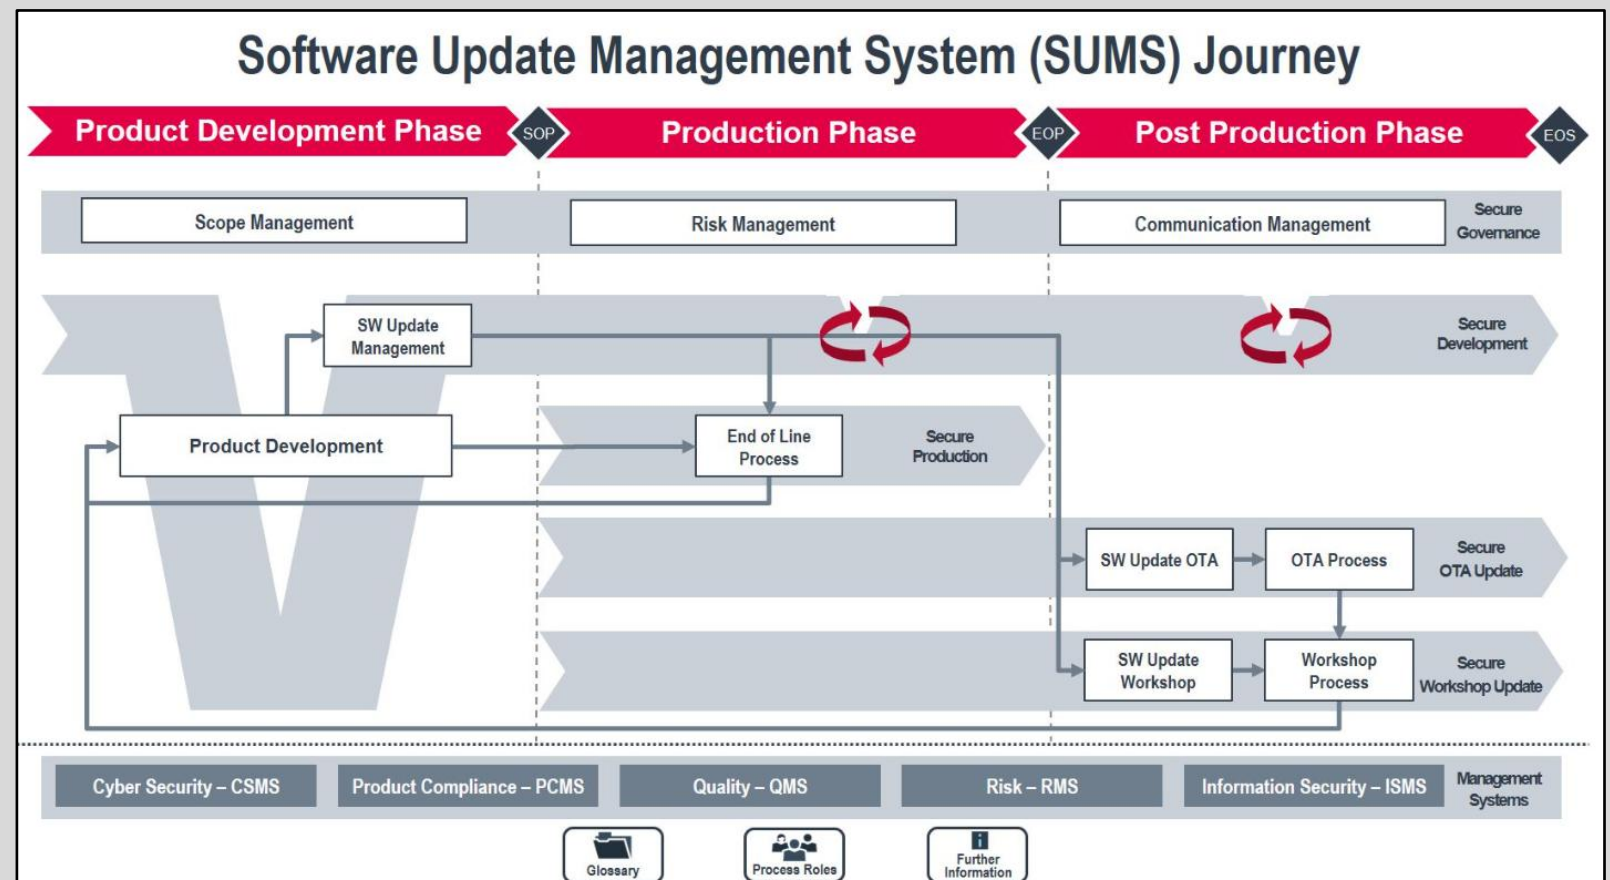 Software Update Management System (SUMS) Journey
Product Development Phase
SOP
Production Phase
EOP
Post Production Phase
EOS
Scope Management
Risk Management
Communication Management
Secure
Governance
SW Update
Management
Secure
Development
Product Development
End of Line
Process
Secure
Production
SW Update OTA
OTA Process
Secure
OTA Update
SW Update
Workshop
Workshop
Process
Secure
Workshop Update
Cyber Security – CSMS
Product Compliance – PCMS
Quality – QMS
Risk – RMS
Information Security – ISMS
Management
Systems
Glossary
Process Roles
Further
Information